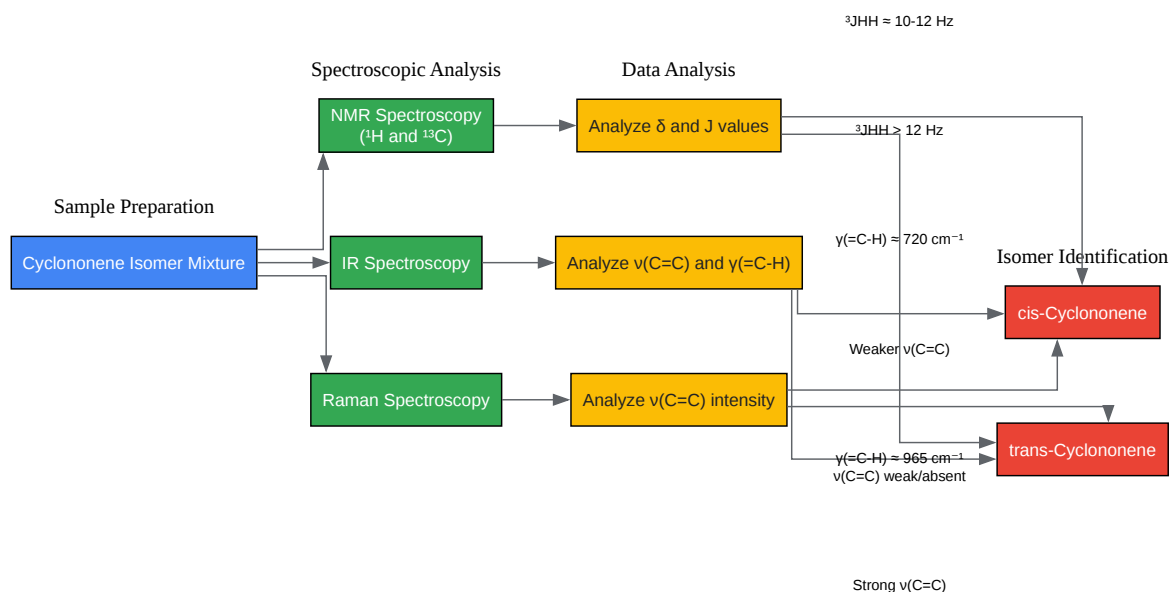 ³JHH ≈ 10-12 Hz
Spectroscopic Analysis
Data Analysis
NMR Spectroscopy
(¹H and ¹³C)
Analyze δ and J values
³JHH > 12 Hz
Sample Preparation
Cyclononene Isomer Mixture
IR Spectroscopy
Analyze ν(C=C) and γ(=C-H)
γ(=C-H) ≈ 720 cm⁻¹
Isomer Identification
cis-Cyclononene
Weaker ν(C=C)
Raman Spectroscopy
Analyze ν(C=C) intensity
trans-Cyclononene
γ(=C-H) ≈ 965 cm⁻¹
ν(C=C) weak/absent
Strong ν(C=C)